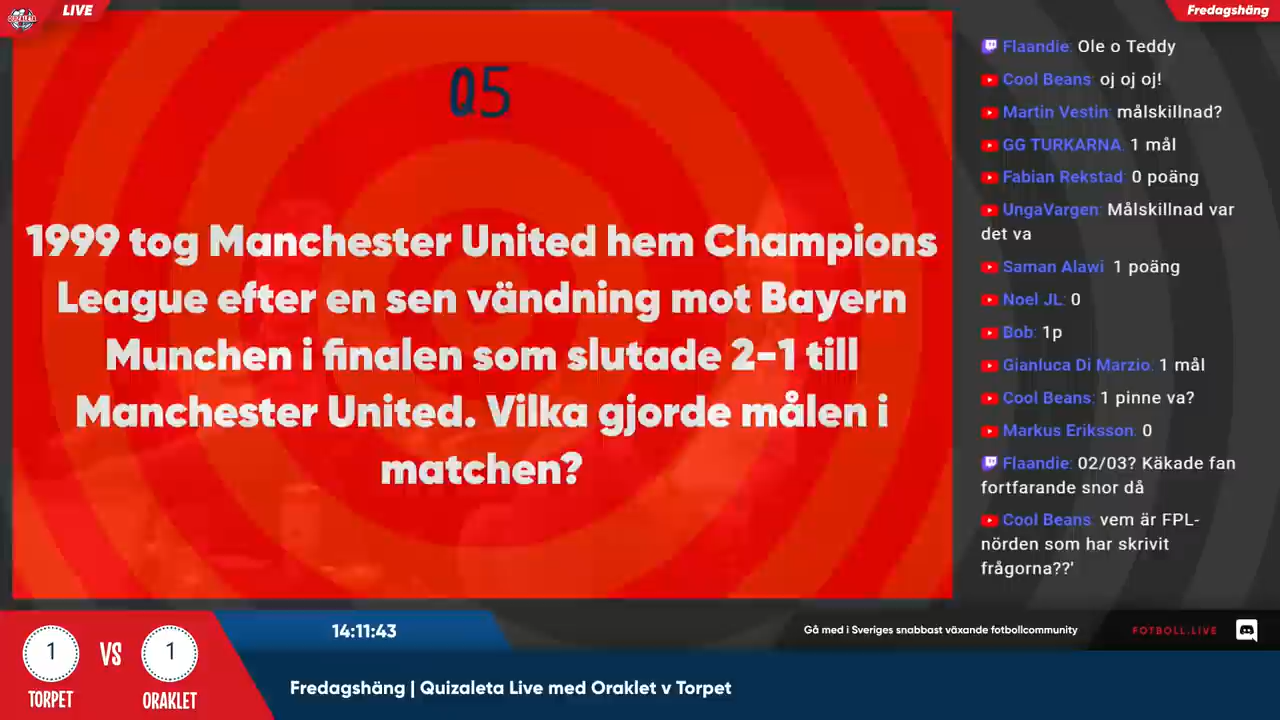 QUIZALETA
LIVE
Fredagshäng
Q5
1999 tog Manchester United hem Champions
League efter en sen vändning mot Bayern
Munchen i finalen som slutade 2-1 till
Manchester United. Vilka gjorde målen i
matchen?
Flaandie: Ole o Teddy
Cool Beans: oj oj oj!
Martin Vestin: målskillnad?
GG TURKARNA: 1 mål
Fabian Rekstad: 0 poäng
UngaVargen: Målskillnad var
det va
Saman Alawi: 1 poäng
Noel JL: 0
Bob: 1p
Gianluca Di Marzio: 1 mål
Cool Beans: 1 pinne va?
Markus Eriksson: 0
Flaandie: 02/03? Käkade fan
fortfarande snor då
Cool Beans: vem är FPL-
nörden som har skrivit
frågorna??'
1 VS 1
TORPET ORAKLET
14:11:43
Gå med i Sveriges snabbast växande fotbollcommunity
FOTBOLL.LIVE
Fredagshäng | Quizaleta Live med Oraklet v Torpet